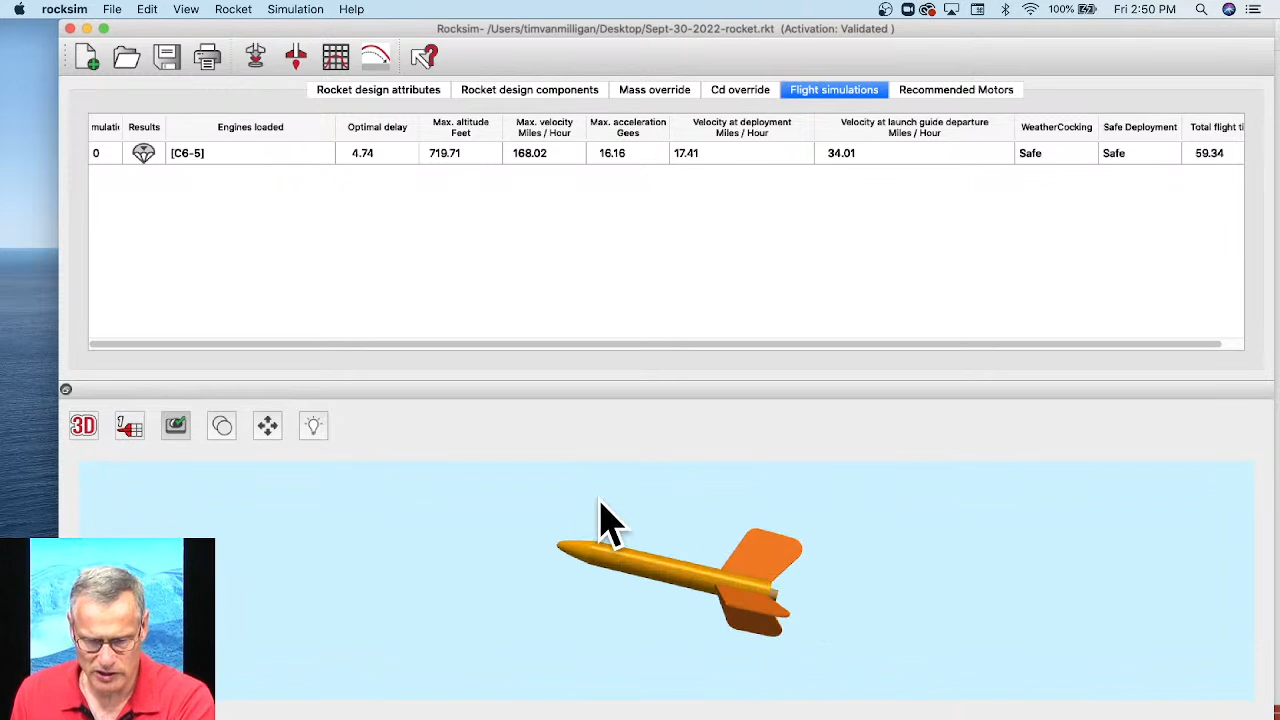 rocksim File Edit View Rocket Simulation Help 100% Fri 2:50 PM
Rocksim- /Users/timvanmilligan/Desktop/Sept-30-2022-rocket.rkt (Activation: Validated )
Rocket design attributes Rocket design components Mass override Cd override Flight simulations Recommended Motors
mulati Results Engines loaded Optimal delay Max. altitude Feet Max. velocity Miles / Hour Max. acceleration Gees Velocity at deployment Miles / Hour Velocity at launch guide departure Miles / Hour WeatherCocking Safe Deployment Total flight ti
0 [C6-5] 4.74 719.71 168.02 16.16 17.41 34.01 Safe Safe 59.34
3D 1